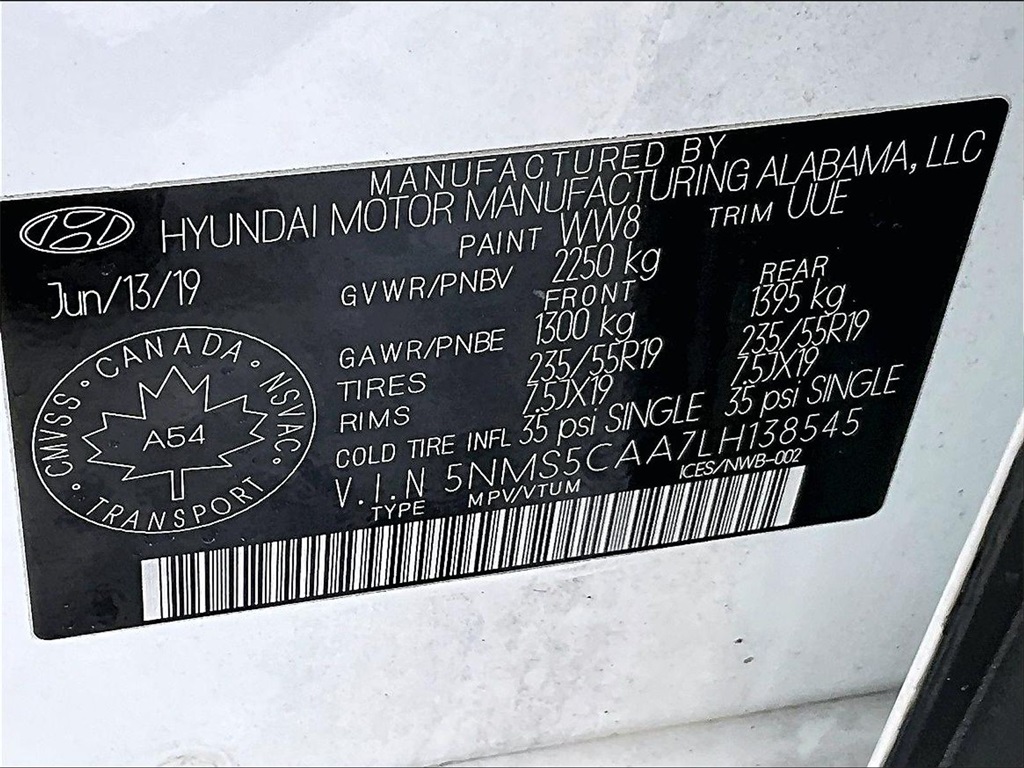 MANUFACTURED BY
HYUNDAI MOTOR MANUFACTURING ALABAMA, LLC
Jun/13/19 PAINT WW8 TRIM UUE
GVWR/PNBV 2250 kg
FRONT REAR
GAWR/PNBE 1300 kg 1395 kg
TIRES 235/55R19 235/55R19
RIMS 7.5JX19 7.5JX19
COLD TIRE INFL 35 psi SINGLE 35 psi SINGLE
V.I.N 5NMS5CAA7LH138545
TYPE MPV/VTUM ICES/NWB-002
CMVSS · CANADA · NSVAC · TRANSPORT ·
A54